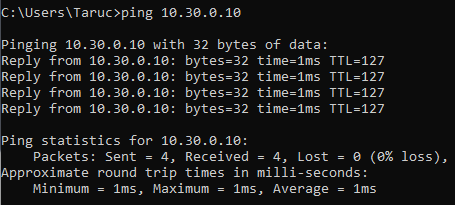 C:\Users\Taruc>ping 10.30.0.10
Pinging 10.30.0.10 with 32 bytes of data:
Reply from 10.30.0.10: bytes=32 time=1ms TTL=127
Reply from 10.30.0.10: bytes=32 time=1ms TTL=127
Reply from 10.30.0.10: bytes=32 time=1ms TTL=127
Reply from 10.30.0.10: bytes=32 time=1ms TTL=127
Ping statistics for 10.30.0.10:
    Packets: Sent = 4, Received = 4, Lost = 0 (0% loss),
Approximate round trip times in milli-seconds:
    Minimum = 1ms, Maximum = 1ms, Average = 1ms